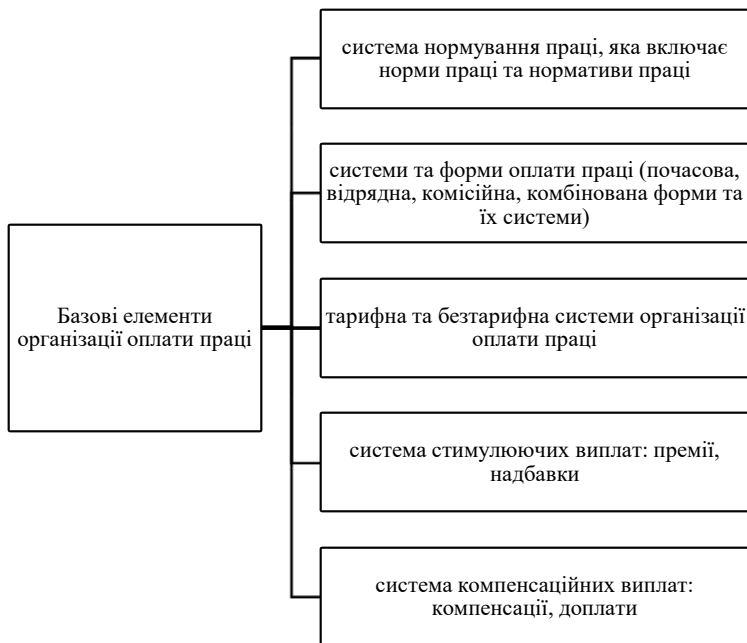 система нормування праці, яка включає
норми праці та нормативи праці
системи та форми оплати праці (почасова,
відрядна, комісійна, комбінована форми та
їх системи)
Базові елементи
організації оплати праці
тарифна та безтарифна системи організації
оплати праці
система стимулюючих виплат: премії,
надбавки
система компенсаційних виплат:
компенсації, доплати